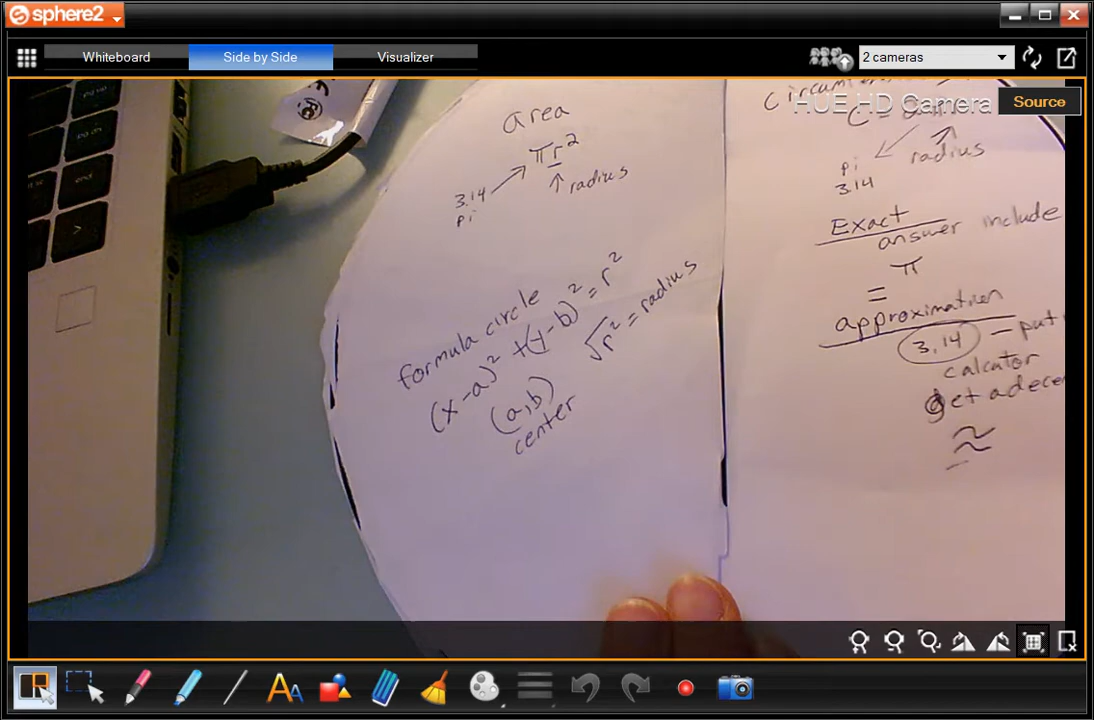 sphere2
Whiteboard
Side by Side
Visualizer
2 cameras
HUE HD Camera
Source
area
πr²
3.14
pi
radius
formula circle
(x-a)² + (y-b)² = r²
√r² = radius
(a,b)
center
pi
3.14
radius
Exact
answer include
π
=
approximation
3.14 - put
calcutor
get a dece
≈